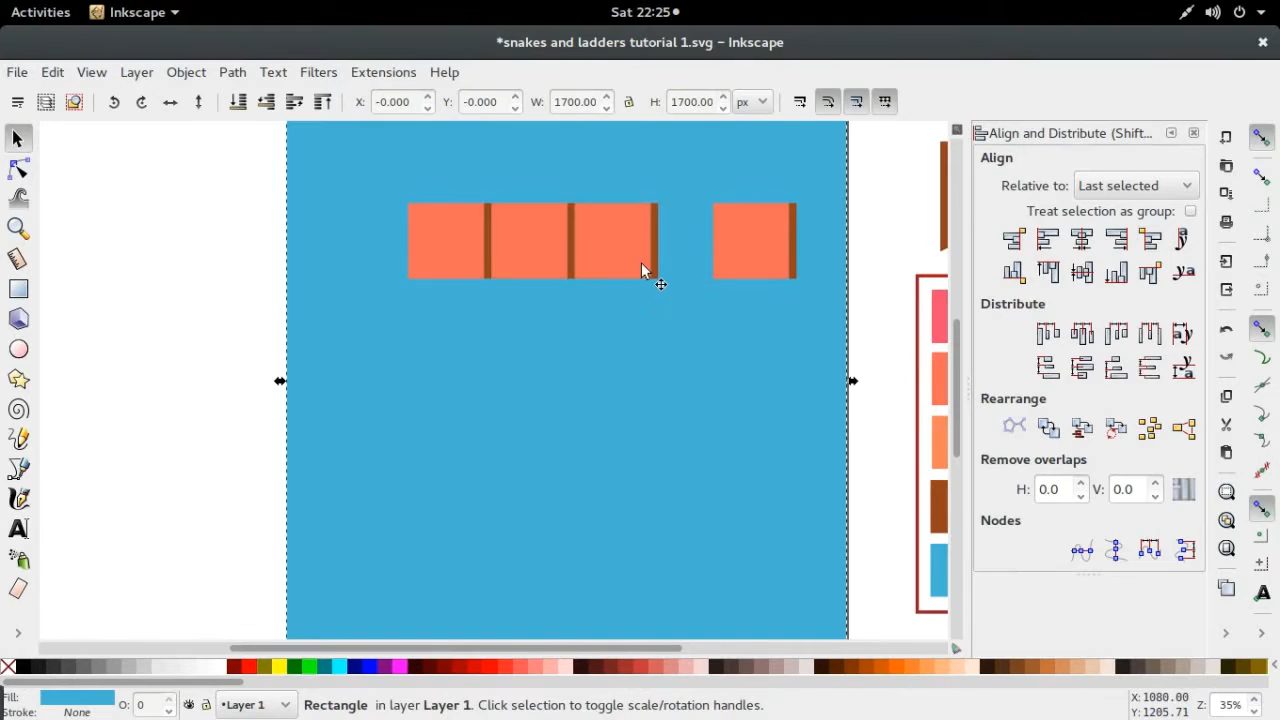 Activities Inkscape Sat 22:25
*snakes and ladders tutorial 1.svg – Inkscape
File Edit View Layer Object Path Text Filters Extensions Help
X: -0.000 Y: -0.000 W: 1700.00 H: 1700.00 px
Align and Distribute (Shift...
Align
Relative to: Last selected
Treat selection as group:
Distribute
Rearrange
Remove overlaps
H: 0.0 V: 0.0
Nodes
Fill:
Stroke: None
O: 0
•Layer 1
Rectangle in layer Layer 1. Click selection to toggle scale/rotation handles.
X:1080.00
Y:1205.71
Z: 35%